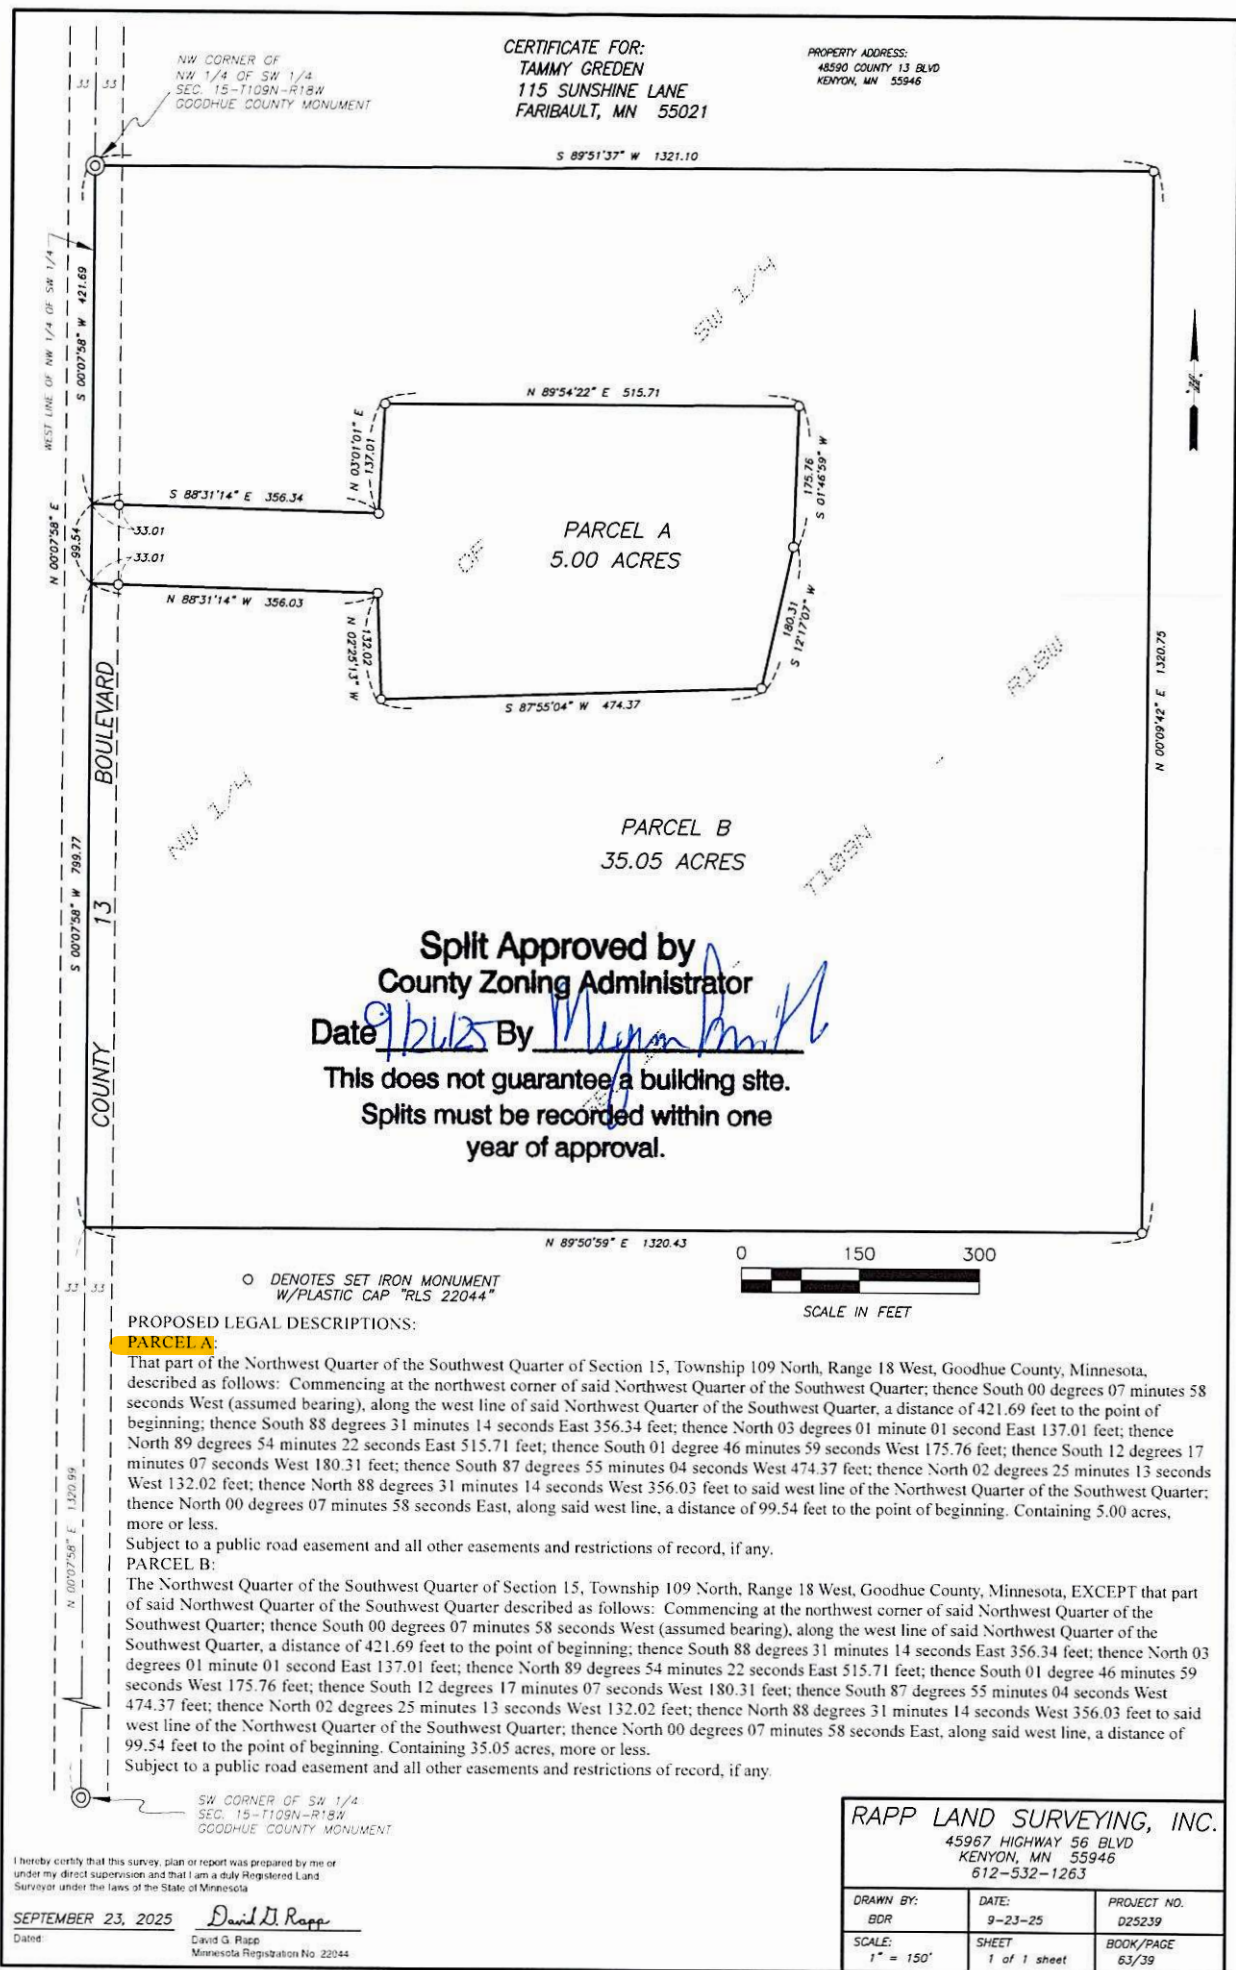 CERTIFICATE FOR:
TAMMY GREDEN
115 SUNSHINE LANE
FARIBAULT, MN 55021
PROPERTY ADDRESS:
48590 COUNTY 13 BLVD
KENYON, MN 55946
NW CORNER OF
NW 1/4 OF SW 1/4
SEC. 15-T109N-R18W
GOODHUE COUNTY MONUMENT
33 33
S 89°51'37" W 1321.10
WEST LINE OF NW 1/4 OF SW 1/4
S 00°07'58" W 421.69
SW 1/4
N 89°54'22" E 515.71
N 03°01'01" E
137.01
175.76
S 01°46'59" W
S 88°31'14" E 356.34
33.01
N 00°07'58" E
99.54
33.01
N 88°31'14" W 356.03
PARCEL A
5.00 ACRES
OF
180.31
S 12°17'07" W
132.02
N 02°25'13" W
S 87°55'04" W 474.37
R18W
N 00°09'42" E 1320.75
NW 1/4
PARCEL B
35.05 ACRES
T109N
S 00°07'58" W 799.77
COUNTY 13 BOULEVARD
Split Approved by
County Zoning Administrator
Date 9/26/25 By
This does not guarantee a building site.
Splits must be recorded within one
year of approval.
N 89°50'59" E 1320.43
0 150 300
SCALE IN FEET
33 33
DENOTES SET IRON MONUMENT
W/PLASTIC CAP "RLS 22044"
PROPOSED LEGAL DESCRIPTIONS:
PARCEL A:
That part of the Northwest Quarter of the Southwest Quarter of Section 15, Township 109 North, Range 18 West, Goodhue County, Minnesota,
described as follows: Commencing at the northwest corner of said Northwest Quarter of the Southwest Quarter; thence South 00 degrees 07 minutes 58
seconds West (assumed bearing), along the west line of said Northwest Quarter of the Southwest Quarter, a distance of 421.69 feet to the point of
beginning; thence South 88 degrees 31 minutes 14 seconds East 356.34 feet; thence North 03 degrees 01 minute 01 second East 137.01 feet; thence
North 89 degrees 54 minutes 22 seconds East 515.71 feet; thence South 01 degree 46 minutes 59 seconds West 175.76 feet; thence South 12 degrees 17
minutes 07 seconds West 180.31 feet; thence South 87 degrees 55 minutes 04 seconds West 474.37 feet; thence North 02 degrees 25 minutes 13 seconds
West 132.02 feet; thence North 88 degrees 31 minutes 14 seconds West 356.03 feet to said west line of the Northwest Quarter of the Southwest Quarter;
thence North 00 degrees 07 minutes 58 seconds East, along said west line, a distance of 99.54 feet to the point of beginning. Containing 5.00 acres,
more or less.
Subject to a public road easement and all other easements and restrictions of record, if any.
PARCEL B:
The Northwest Quarter of the Southwest Quarter of Section 15, Township 109 North, Range 18 West, Goodhue County, Minnesota, EXCEPT that part
of said Northwest Quarter of the Southwest Quarter described as follows: Commencing at the northwest corner of said Northwest Quarter of the
Southwest Quarter; thence South 00 degrees 07 minutes 58 seconds West (assumed bearing), along the west line of said Northwest Quarter of the
Southwest Quarter, a distance of 421.69 feet to the point of beginning; thence South 88 degrees 31 minutes 14 seconds East 356.34 feet; thence North 03
degrees 01 minute 01 second East 137.01 feet; thence North 89 degrees 54 minutes 22 seconds East 515.71 feet; thence South 01 degree 46 minutes 59
seconds West 175.76 feet; thence South 12 degrees 17 minutes 07 seconds West 180.31 feet; thence South 87 degrees 55 minutes 04 seconds West
474.37 feet; thence North 02 degrees 25 minutes 13 seconds West 132.02 feet; thence North 88 degrees 31 minutes 14 seconds West 356.03 feet to said
west line of the Northwest Quarter of the Southwest Quarter; thence North 00 degrees 07 minutes 58 seconds East, along said west line, a distance of
99.54 feet to the point of beginning. Containing 35.05 acres, more or less.
Subject to a public road easement and all other easements and restrictions of record, if any.
N 00°07'58" E 1320.99
SW CORNER OF SW 1/4
SEC. 15-T109N-R18W
GOODHUE COUNTY MONUMENT
I hereby certify that this survey, plan or report was prepared by me or
under my direct supervision and that I am a duly Registered Land
Surveyor under the laws of the State of Minnesota
SEPTEMBER 23, 2025 David G. Rapp
Dated: David G. Rapp
Minnesota Registration No. 22044
RAPP LAND SURVEYING, INC.
45967 HIGHWAY 56 BLVD
KENYON, MN 55946
612-532-1263
DRAWN BY: DATE: PROJECT NO.
BDR 9-23-25 D25239
SCALE: SHEET BOOK/PAGE
1" = 150' 1 of 1 sheet 63/39